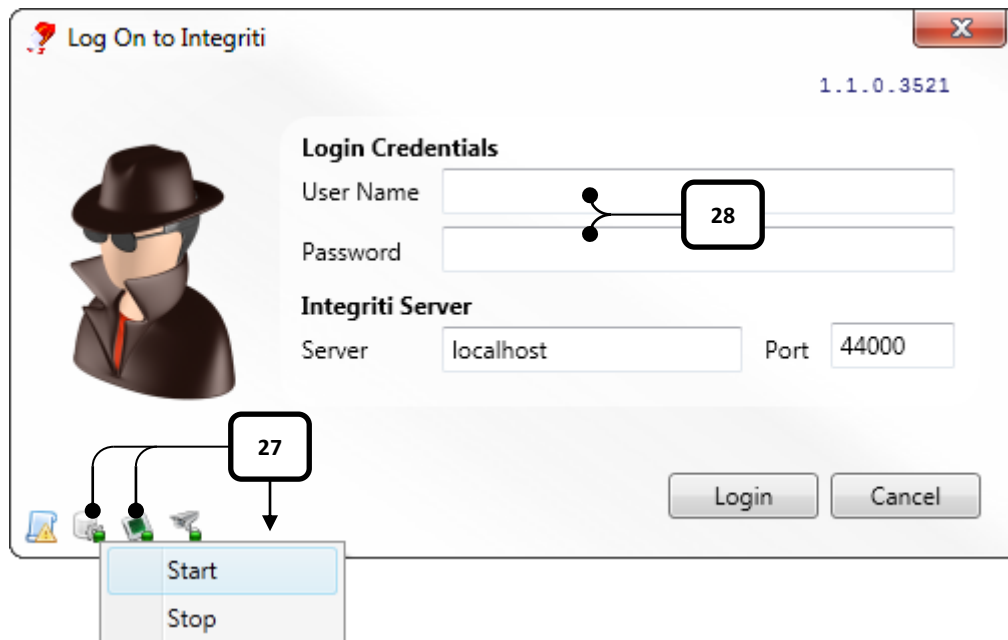 Log On to Integriti
1.1.0.3521
Login Credentials
User Name
28
Password
Integriti Server
Server localhost Port 44000
27
Login Cancel
Start
Stop